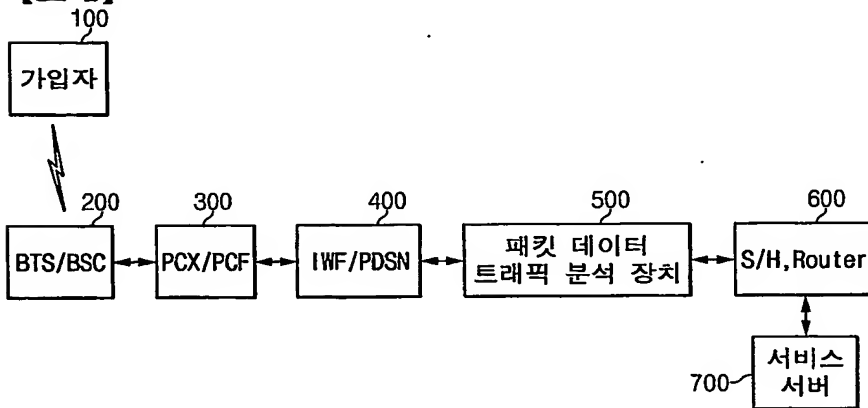 100
가입자
200
300
400
500
600
BTS/BSC
PCX/PCF
IWF/PDSN
패킷 데이터
트래픽 분석 장치
S/H,Router
700
서비스
서버